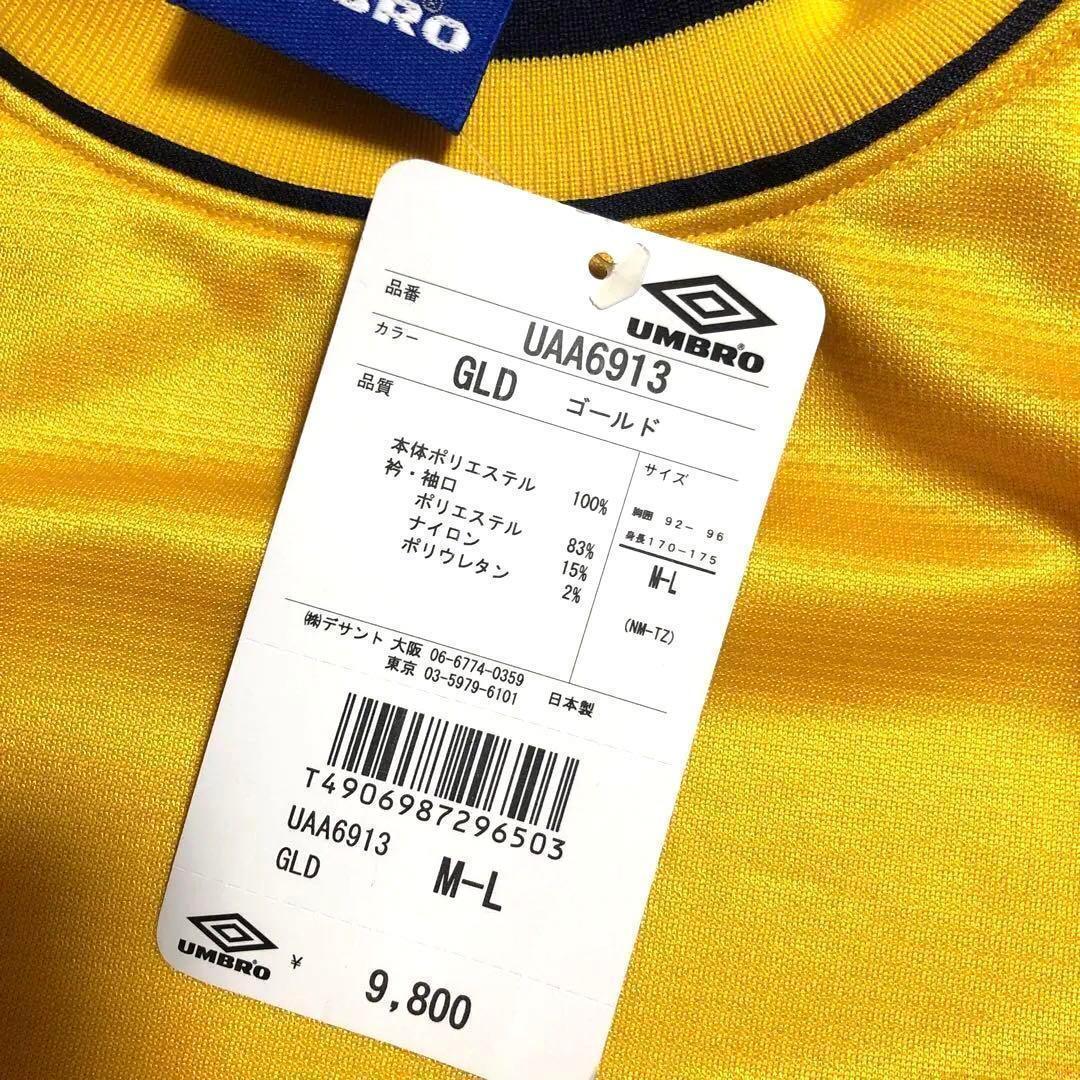 UMBRO
UMBRO
品番 UAA6913
カラー GLD ゴールド
品質
本体ポリエステル 100%
衿・袖口
ポリエステル 83%
ナイロン 15%
ポリウレタン 2%
サイズ
胸囲 92- 96
身長170-175
M-L
(NM-TZ)
㈱デサント 大阪 06-6774-0359
東京 03-5979-6101 日本製
T4906987296503
UAA6913
GLD M-L
UMBRO ¥ 9,800